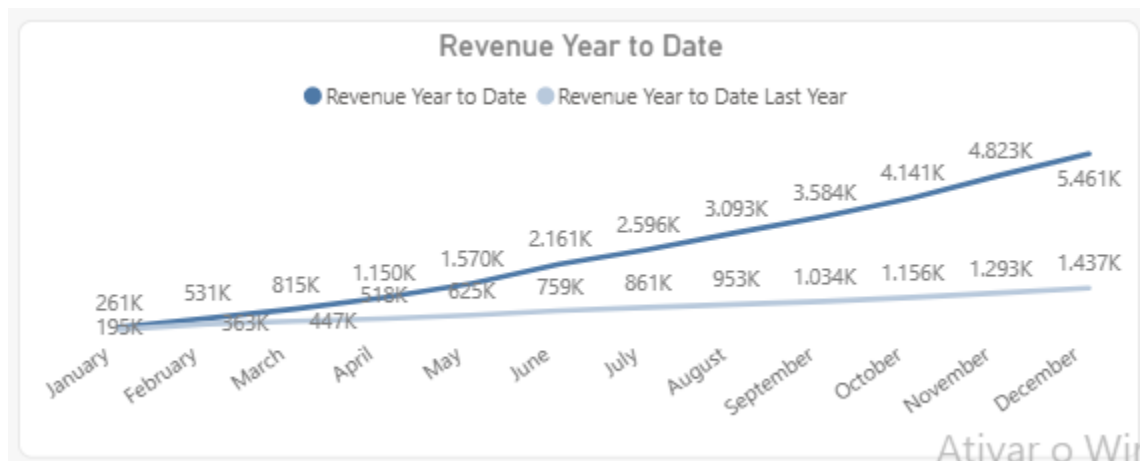 Revenue Year to Date
Revenue Year to Date Revenue Year to Date Last Year
4.823K
4.141K
5.461K
3.584K
3.093K
2.596K
2.161K
1.570K
1.150K
815K
531K
261K
1.437K
1.293K
1.156K
1.034K
953K
861K
759K
625K
518K
447K
363K
195K
January February March April May June July August September October November December
Ativar o Wi